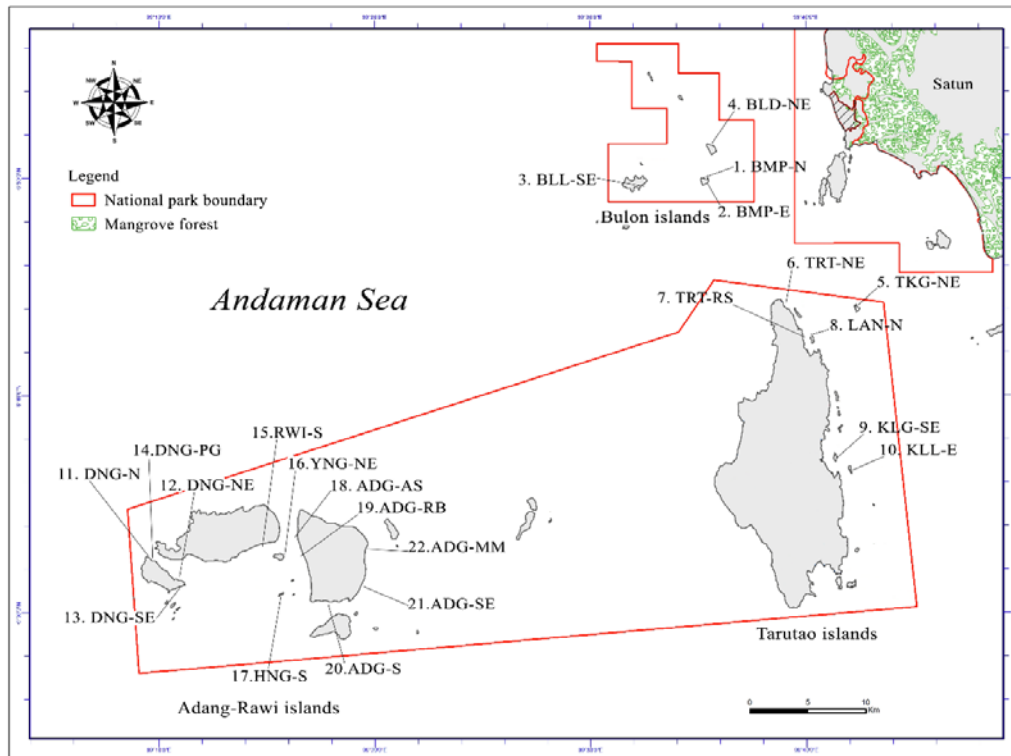 N
NW
NE
W
E
SW
SE
S
Satun
4. BLD-NE
Legend
National park boundary
Mangrove forest
1. BMP-N
3. BLL-SE
2. BMP-E
Bulon islands
6. TRT-NE
5. TKG-NE
7. TRT-RS
8. LAN-N
Andaman Sea
9. KLG-SE
10. KLL-E
15.RWI-S
14.DNG-PG
16. YNG-NE
11. DNG-N
12. DNG-NE
18. ADG-AS
19. ADG-RB
22.ADG-MM
21.ADG-SE
13. DNG-SE
17.HNG-S
20.ADG-S
Tarutao islands
Adang-Rawi islands
0
5
10
Km